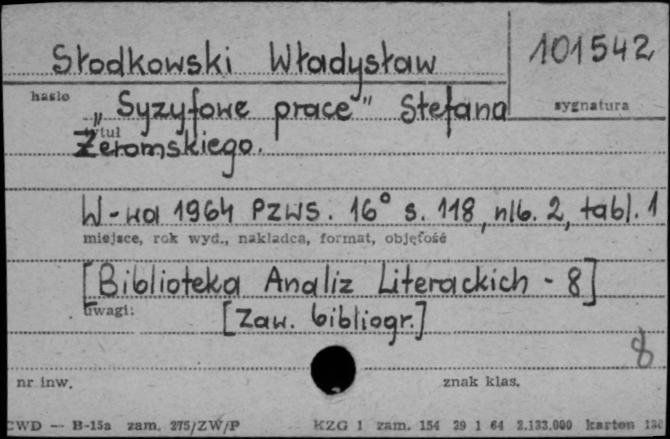 Słodkowski Władysław 101542
hasło sygnatura
„Syzyfowe prace" Stefana
tytuł
Żeromskiego.
W-wa 1964 PZWS. 16° s. 118, nlb. 2, tabl. 1
miejsce, rok wyd., nakładca, format, objętość
[Biblioteka Analiz Literackich - 8]
uwagi:
[Zaw. bibliogr.]
8
nr inw. znak klas.
CWD — B-15a zam. 275/ZW/P KZG 1 zam. 154 29 1 64 2.133.000 karton